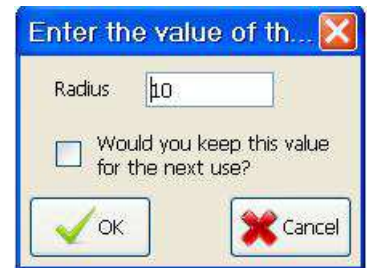 Enter the value of th...
Radius 10
Would you keep this value
for the next use?
OK Cancel